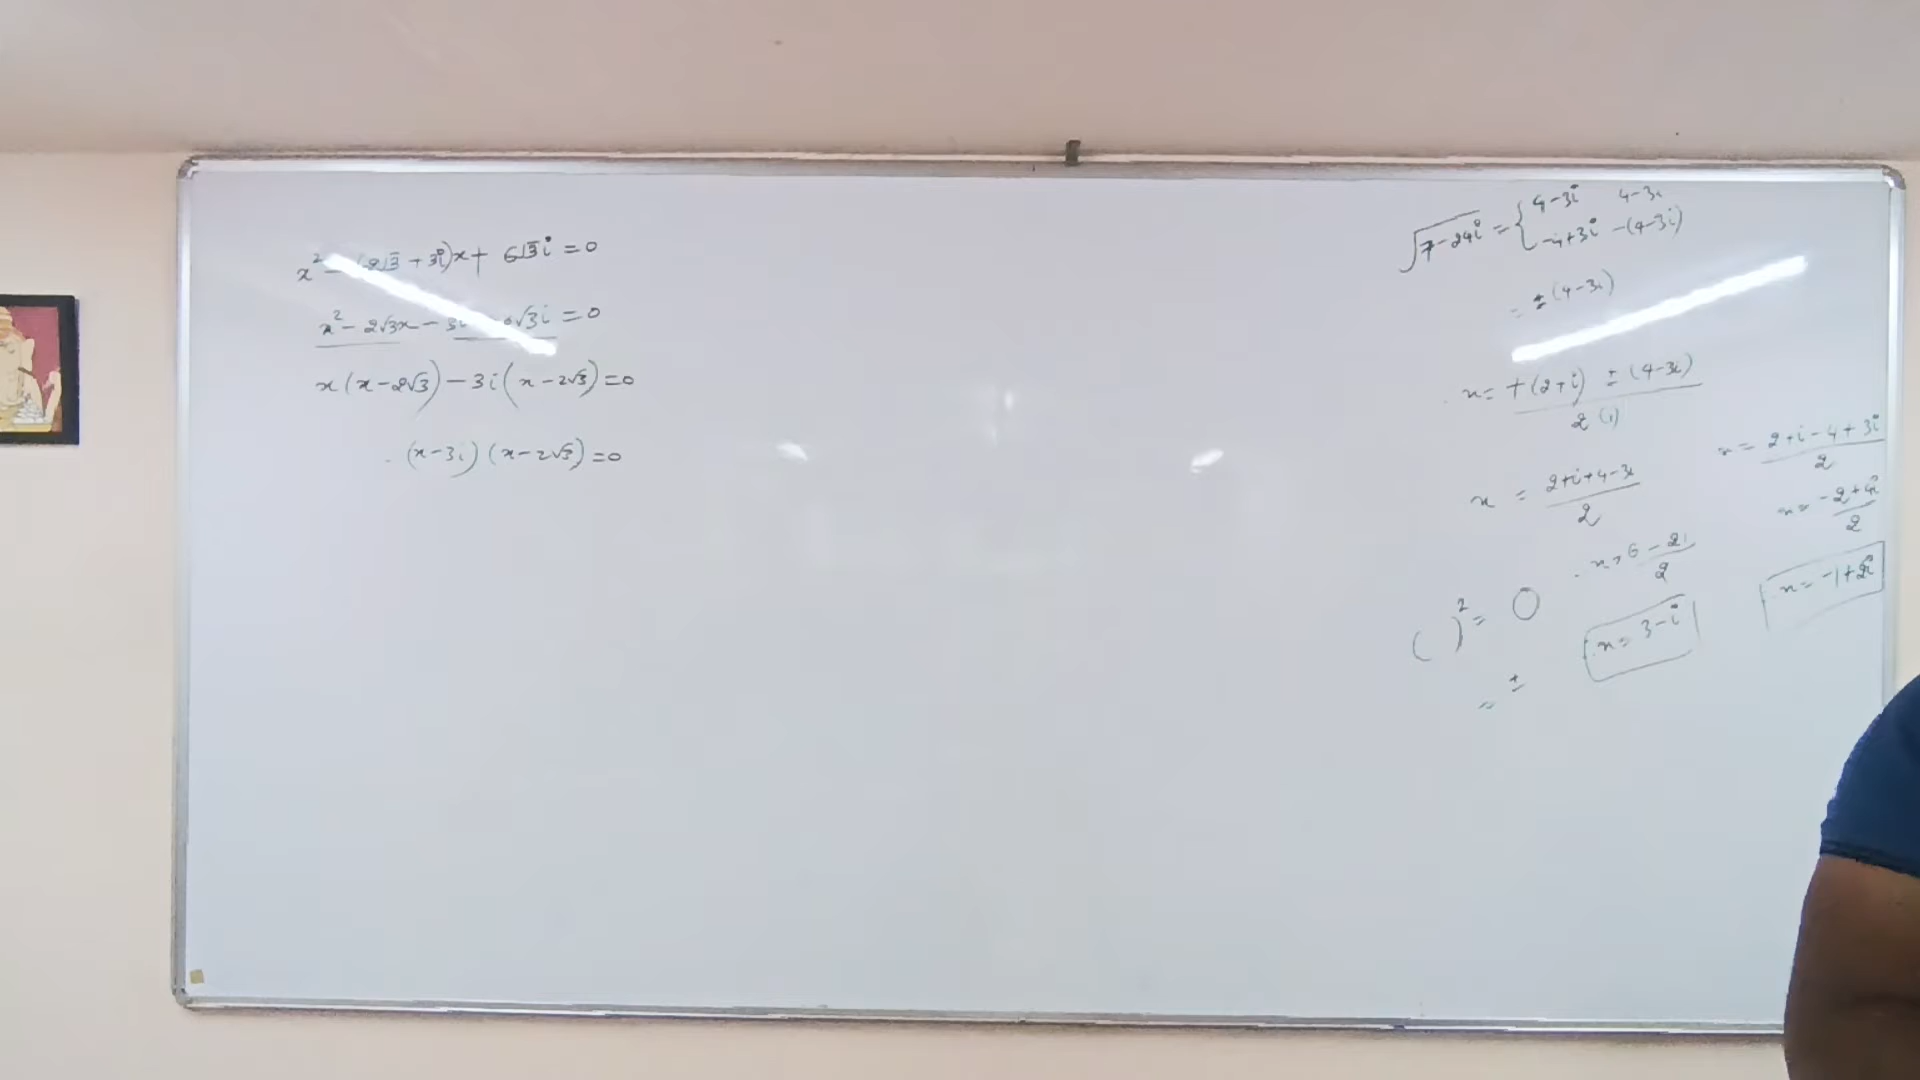 x² − (2√3 + 3i)x + 6√3i = 0
x² − 2√3x − 3i √3i = 0
x(x−2√3) − 3i(x−2√3) = 0
(x−3i)(x−2√3) = 0
√7−24i = { 4−3i 4−3i
−4+3i −(4−3i)
= ±(4−3i)
x = +(2+i) ± (4−3i) / 2(1)
x = 2+i+4−3i / 2
x = 6−2i / 2
x = 3−i
( )² = 0
= ±
x = 2+i−4+3i / 2
x = −2+4i / 2
x = −1+2i